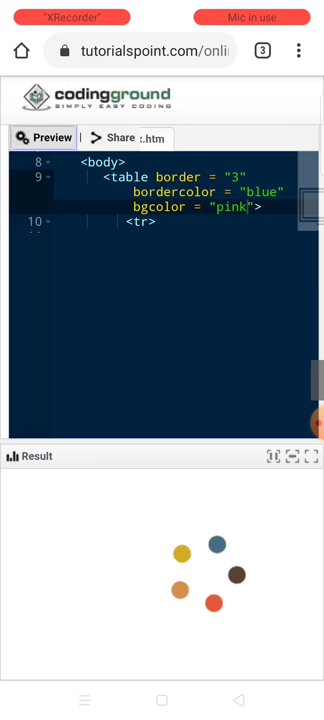 "XRecorder" Mic in use
tutorialspoint.com/onli 3
codingground
SIMPLY EASY CODING
Preview | > Share :.htm
8 <body>
9 <table border = "3"
bordercolor = "blue"
bgcolor = "pink">
10 <tr>
Result